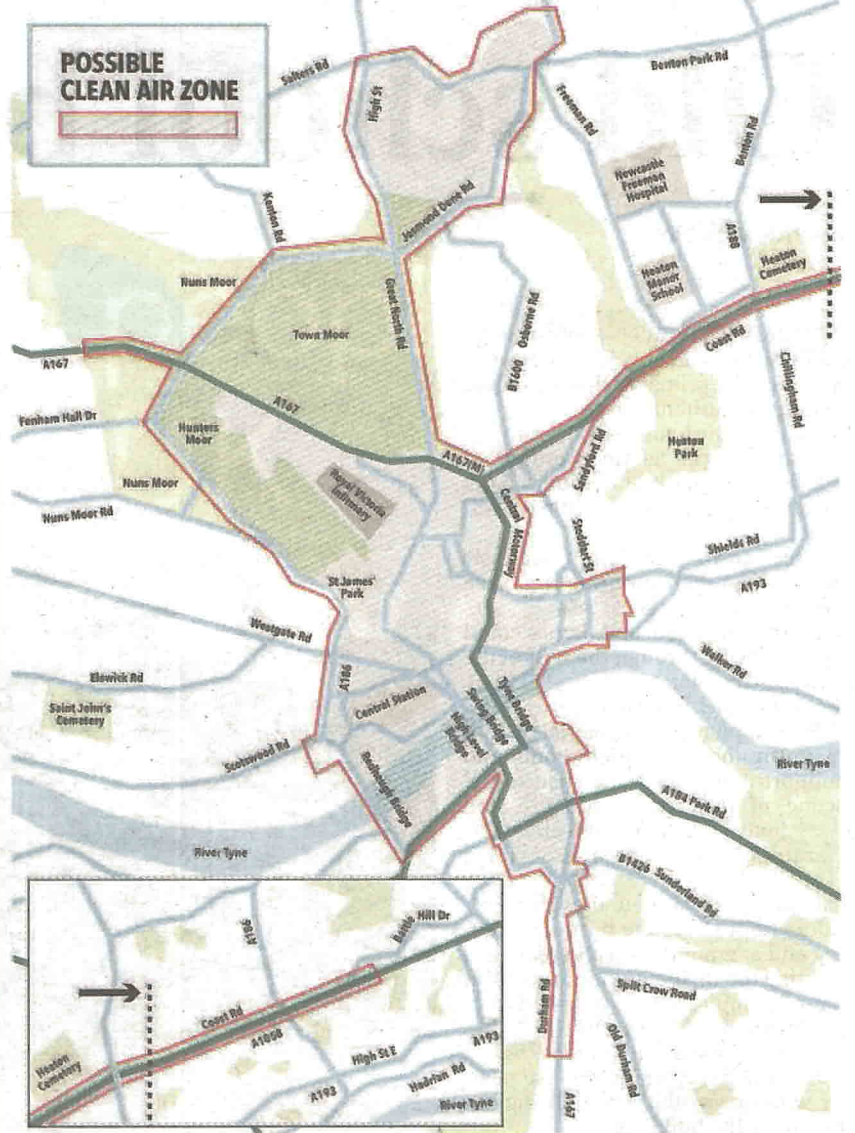 POSSIBLE
CLEAN AIR ZONE
Salters Rd
High St
Benton Park Rd
Freeman Rd
Benton Rd
Newcastle
Freeman
Hospital
Kenton Rd
Jesmond Dene Rd
A188
Heaton
Cemetery
Heaton
Manor
School
Nuns Moor
Great North Rd
Town Moor
Osborne Rd
B1600
Coast Rd
Chillingham Rd
A167
A167
Fenham Hall Dr
Hunters
Moor
A167(M)
Sandyford Rd
Heaton
Park
Nuns Moor
Royal Victoria
Infirmary
Central Motorway
Nuns Moor Rd
Stoddart St
Shields Rd
A193
St James'
Park
Westgate Rd
Walker Rd
Elswick Rd
A186
Central Station
Tyne Bridge
Swing Bridge
High Level
Bridge
Saint John's
Cemetery
Scotswood Rd
Redheugh Bridge
River Tyne
A184 Park Rd
River Tyne
B1426 Sunderland Rd
A186
Battle Hill Dr
Durham Rd
Split Crow Road
Coast Rd
A1058
Old Durham Rd
Heaton
Cemetery
High St E
A193
A193
Hadrian Rd
River Tyne
A167